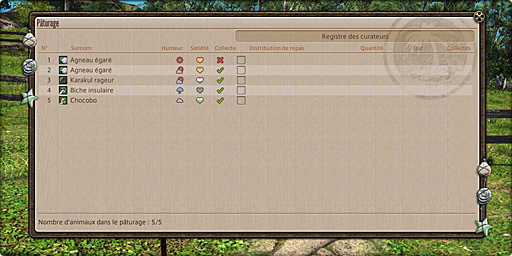 Pâturage
Registre des curateurs
N° Surnom Humeur Satiété Collecte Distribution de repas Quantité État Collectés
1 Agneau égaré
2 Agneau égaré
3 Karakul rageur
4 Biche insulaire
5 Chocobo
Nombre d'animaux dans le pâturage : 5/5